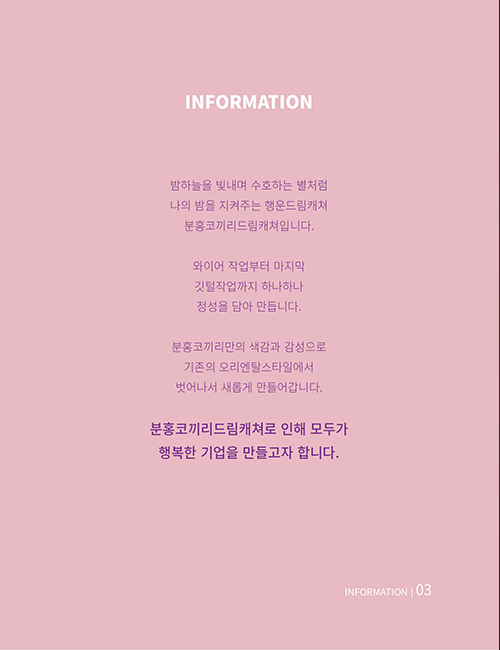 INFORMATION
밤하늘을 빛내며 수호하는 별처럼
나의 밤을 지켜주는 행운드림캐쳐
분홍코끼리드림캐쳐입니다.
와이어 작업부터 마지막
깃털작업까지 하나하나
정성을 담아 만듭니다.
분홍코끼리만의 색감과 감성으로
기존의 오리엔탈스타일에서
벗어나서 새롭게 만들어갑니다.
분홍코끼리드림캐쳐로 인해 모두가
행복한 기업을 만들고자 합니다.
INFORMATION | 03